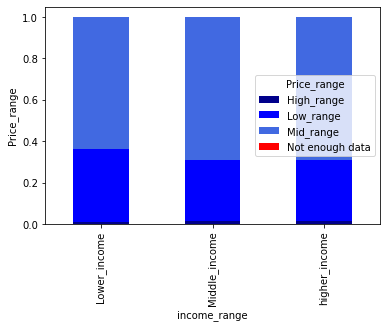 1.0
0.8
0.6
0.4
0.2
0.0
Price_range
Price_range
High_range
Low_range
Mid_range
Not enough data
Lower_income
Middle_income
higher_income
income_range